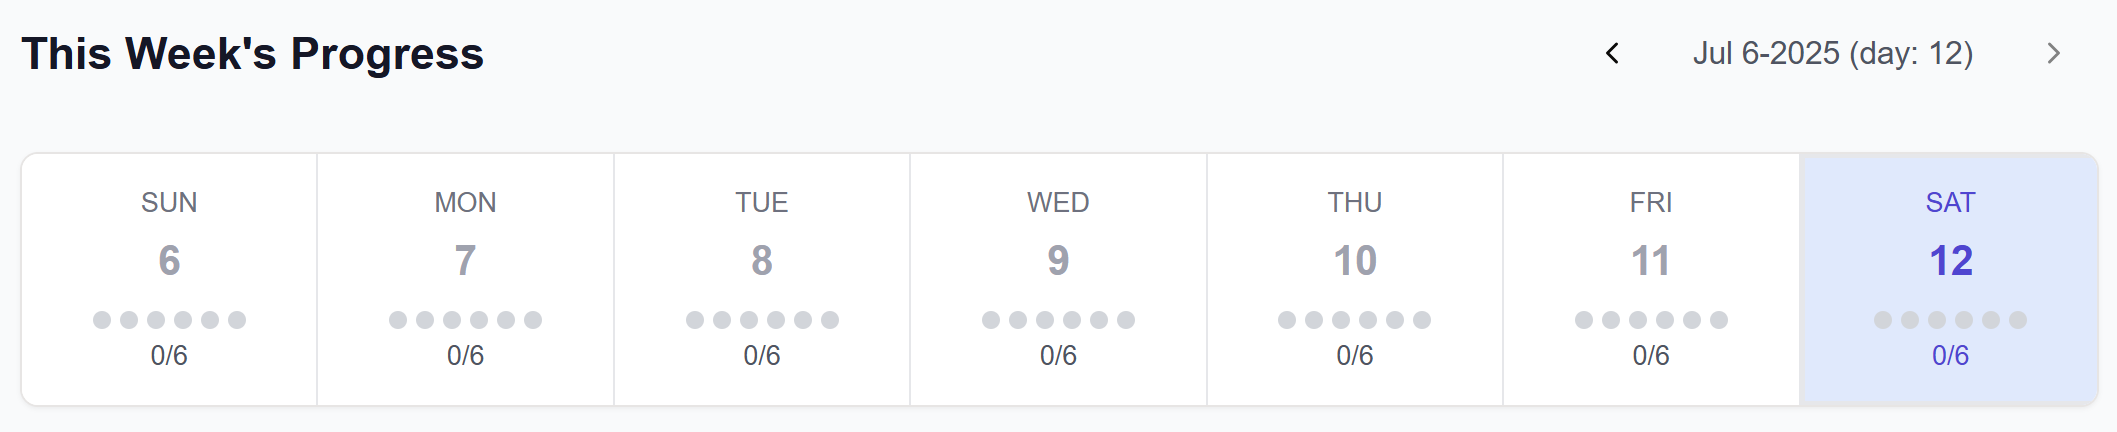 This Week's Progress
Jul 6-2025 (day: 12)
SUN MON TUE WED THU FRI SAT
6 7 8 9 10 11 12
0/6 0/6 0/6 0/6 0/6 0/6 0/6